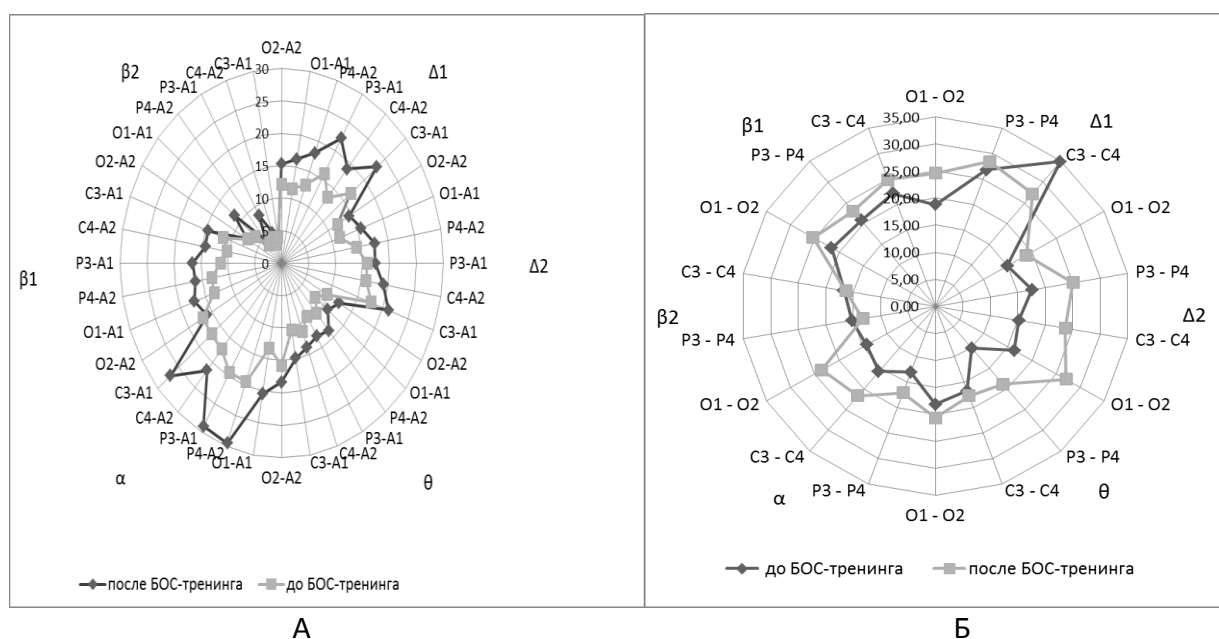 O2-A2
O1-A1
P4-A2
P3-A1
C4-A2
C3-A1
O2-A2
O1-A1
P4-A2
P3-A1
C4-A2
C3-A1
O2-A2
O1-A1
P4-A2
P3-A1
C4-A2
C3-A1
O2-A2
O1-A1
P4-A2
P3-A1
C4-A2
C3-A1
O2-A2
O1-A1
P4-A2
P3-A1
C4-A2
C3-A1
O2-A2
O1-A1
P4-A2
P3-A1
C4-A2
C3-A1
30
25
20
15
10
5
0
Δ1
Δ2
θ
α
β1
β2
после БОС-тренинга
до БОС-тренинга
А
O1 - O2
P3 - P4
C3 - C4
O1 - O2
P3 - P4
C3 - C4
O1 - O2
P3 - P4
C3 - C4
O1 - O2
P3 - P4
C3 - C4
O1 - O2
P3 - P4
C3 - C4
O1 - O2
P3 - P4
C3 - C4
35,00
30,00
25,00
20,00
15,00
10,00
5,00
0,00
Δ1
Δ2
θ
α
β2
β1
до БОС-тренинга
после БОС-тренинга
Б